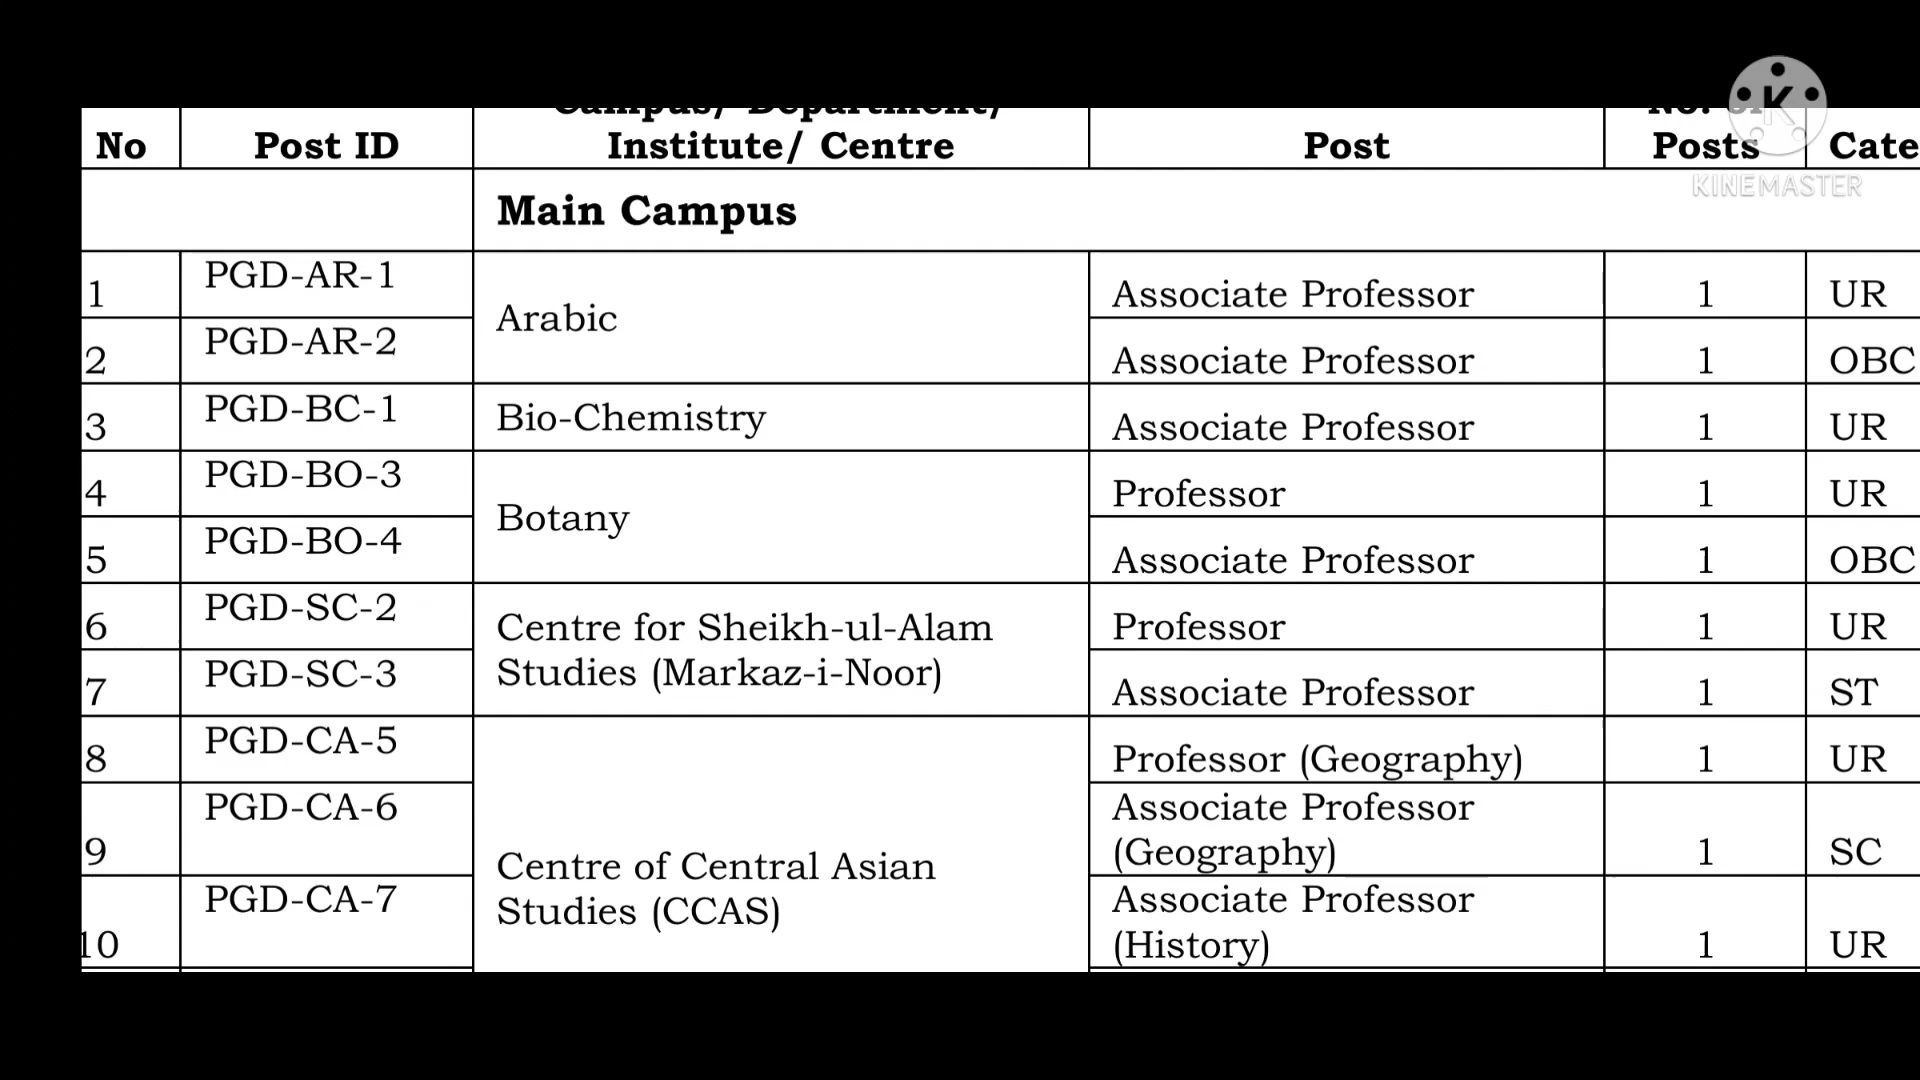 Campus/ Department/
No. of
No Post ID Institute/ Centre Post Posts Cate
KINEMASTER
Main Campus
1 PGD-AR-1 Arabic Associate Professor 1 UR
2 PGD-AR-2 Associate Professor 1 OBC
3 PGD-BC-1 Bio-Chemistry Associate Professor 1 UR
4 PGD-BO-3 Botany Professor 1 UR
5 PGD-BO-4 Associate Professor 1 OBC
6 PGD-SC-2 Centre for Sheikh-ul-Alam Professor 1 UR
7 PGD-SC-3 Studies (Markaz-i-Noor) Associate Professor 1 ST
8 PGD-CA-5 Professor (Geography) 1 UR
PGD-CA-6 Associate Professor
9 (Geography) 1 SC
Centre of Central Asian
PGD-CA-7 Associate Professor
Studies (CCAS)
10 (History) 1 UR